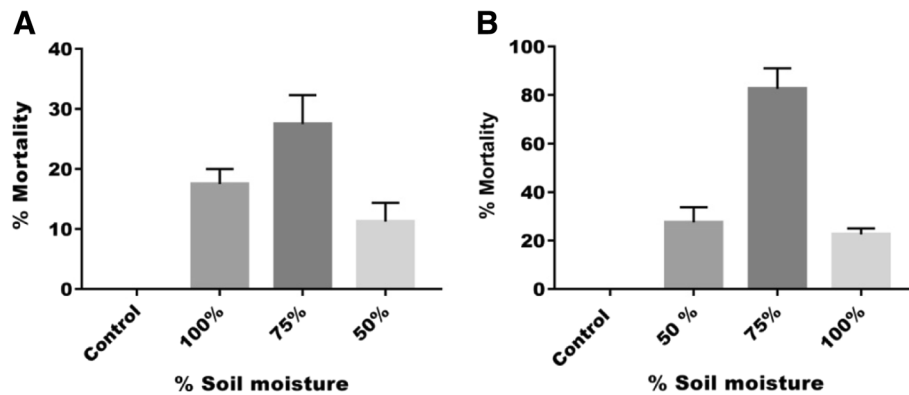 A
% Mortality
40
30
20
10
0
Control
100%
75%
50%
% Soil moisture
B
% Mortality
100
80
60
40
20
0
Control
50 %
75%
100%
% Soil moisture